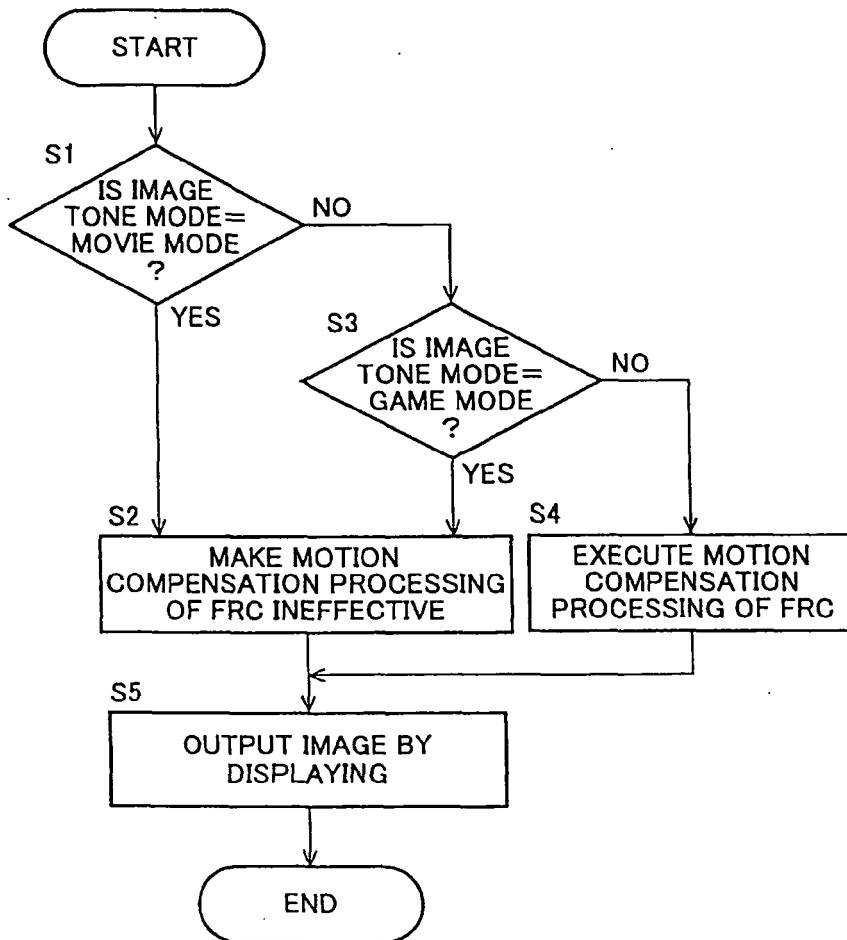 START
S1
IS IMAGE
TONE MODE=
MOVIE MODE
?
NO
YES
S3
IS IMAGE
TONE MODE=
GAME MODE
?
NO
YES
S2
MAKE MOTION
COMPENSATION PROCESSING
OF FRC INEFFECTIVE
S4
EXECUTE MOTION
COMPENSATION
PROCESSING OF FRC
S5
OUTPUT IMAGE BY
DISPLAYING
END